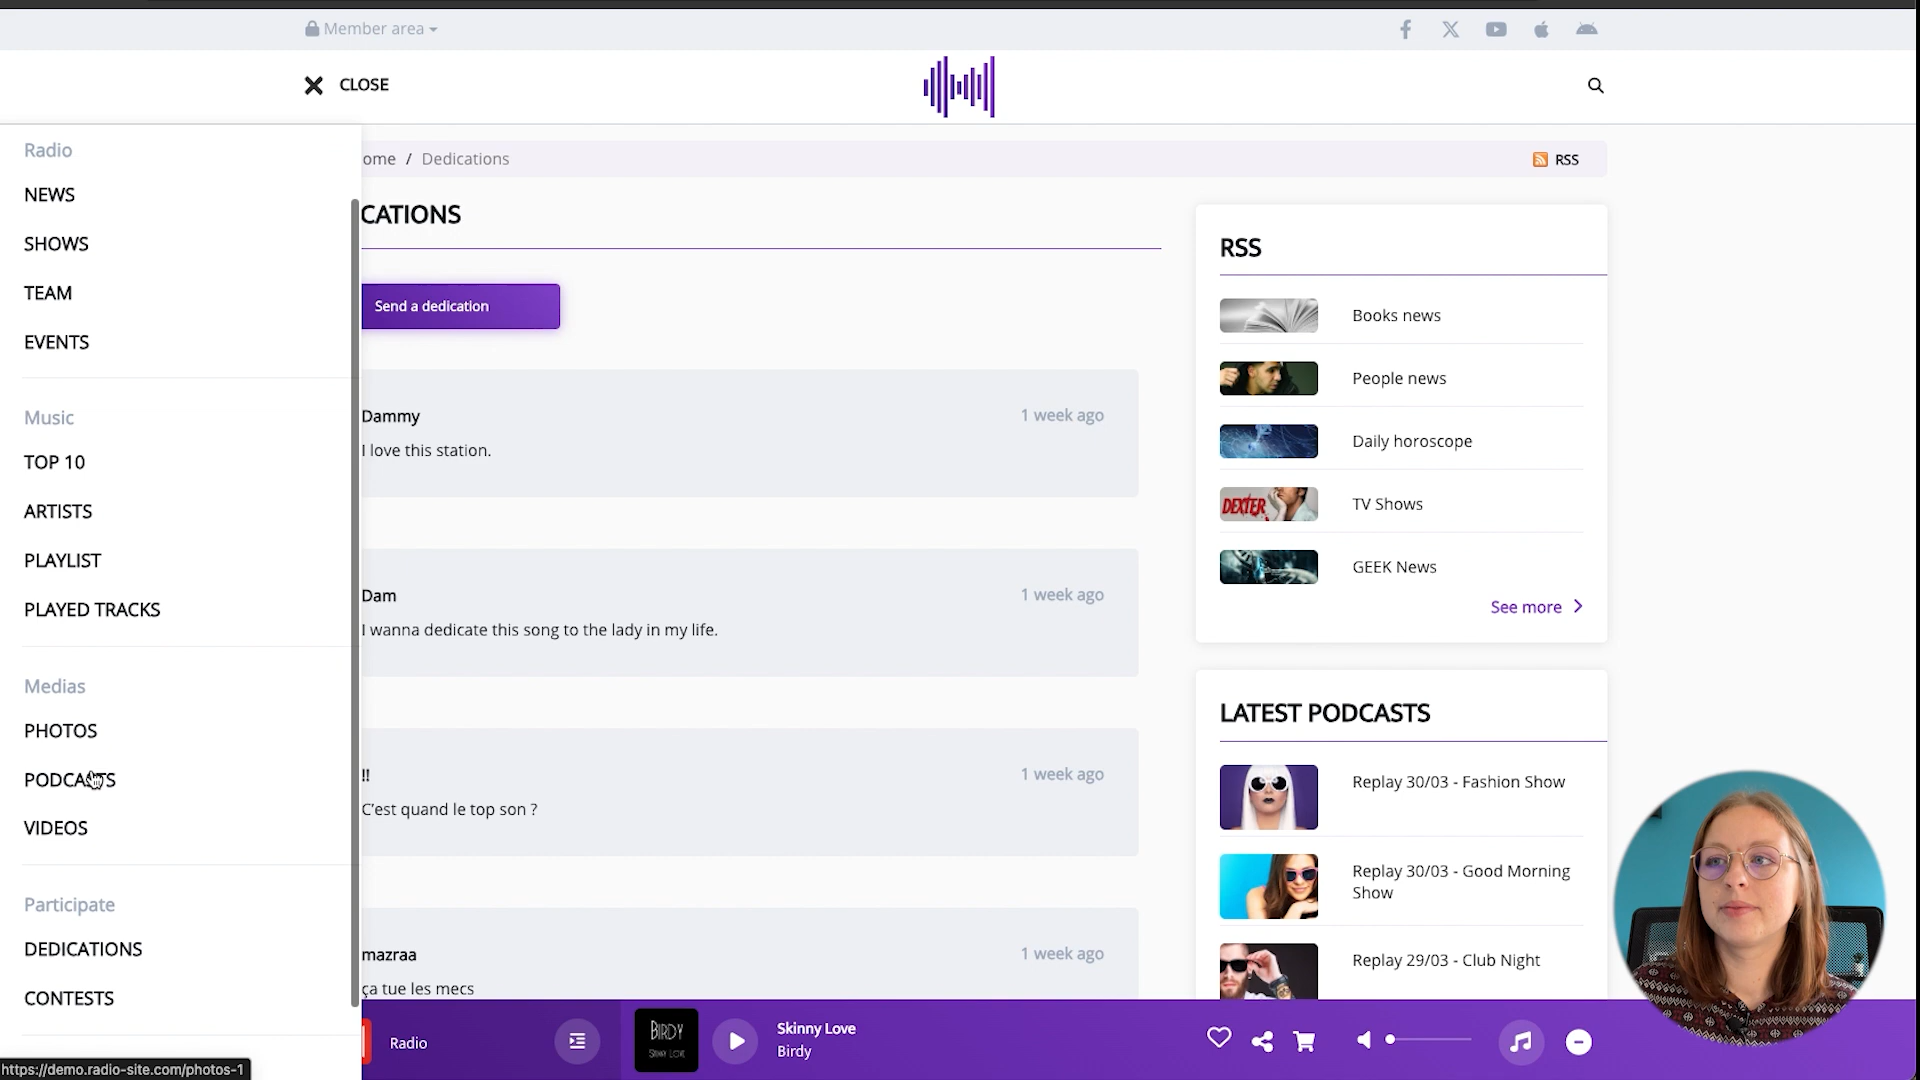 Member area
CLOSE
ome / Dedications
RSS
Radio
NEWS
SHOWS
TEAM
EVENTS
Music
TOP 10
ARTISTS
PLAYLIST
PLAYED TRACKS
Medias
PHOTOS
PODCASTS
VIDEOS
Participate
DEDICATIONS
CONTESTS
https://demo.radio-site.com/photos-1
CATIONS
Send a dedication
Dammy
1 week ago
I love this station.
Dam
1 week ago
I wanna dedicate this song to the lady in my life.
!!
1 week ago
C'est quand le top son ?
mazraa
1 week ago
ça tue les mecs
RSS
Books news
People news
Daily horoscope
DEXTER
TV Shows
GEEK News
See more
LATEST PODCASTS
Replay 30/03 - Fashion Show
Replay 30/03 - Good Morning
Show
Replay 29/03 - Club Night
Radio
BIRDY
SKINNY LOVE
Skinny Love
Birdy